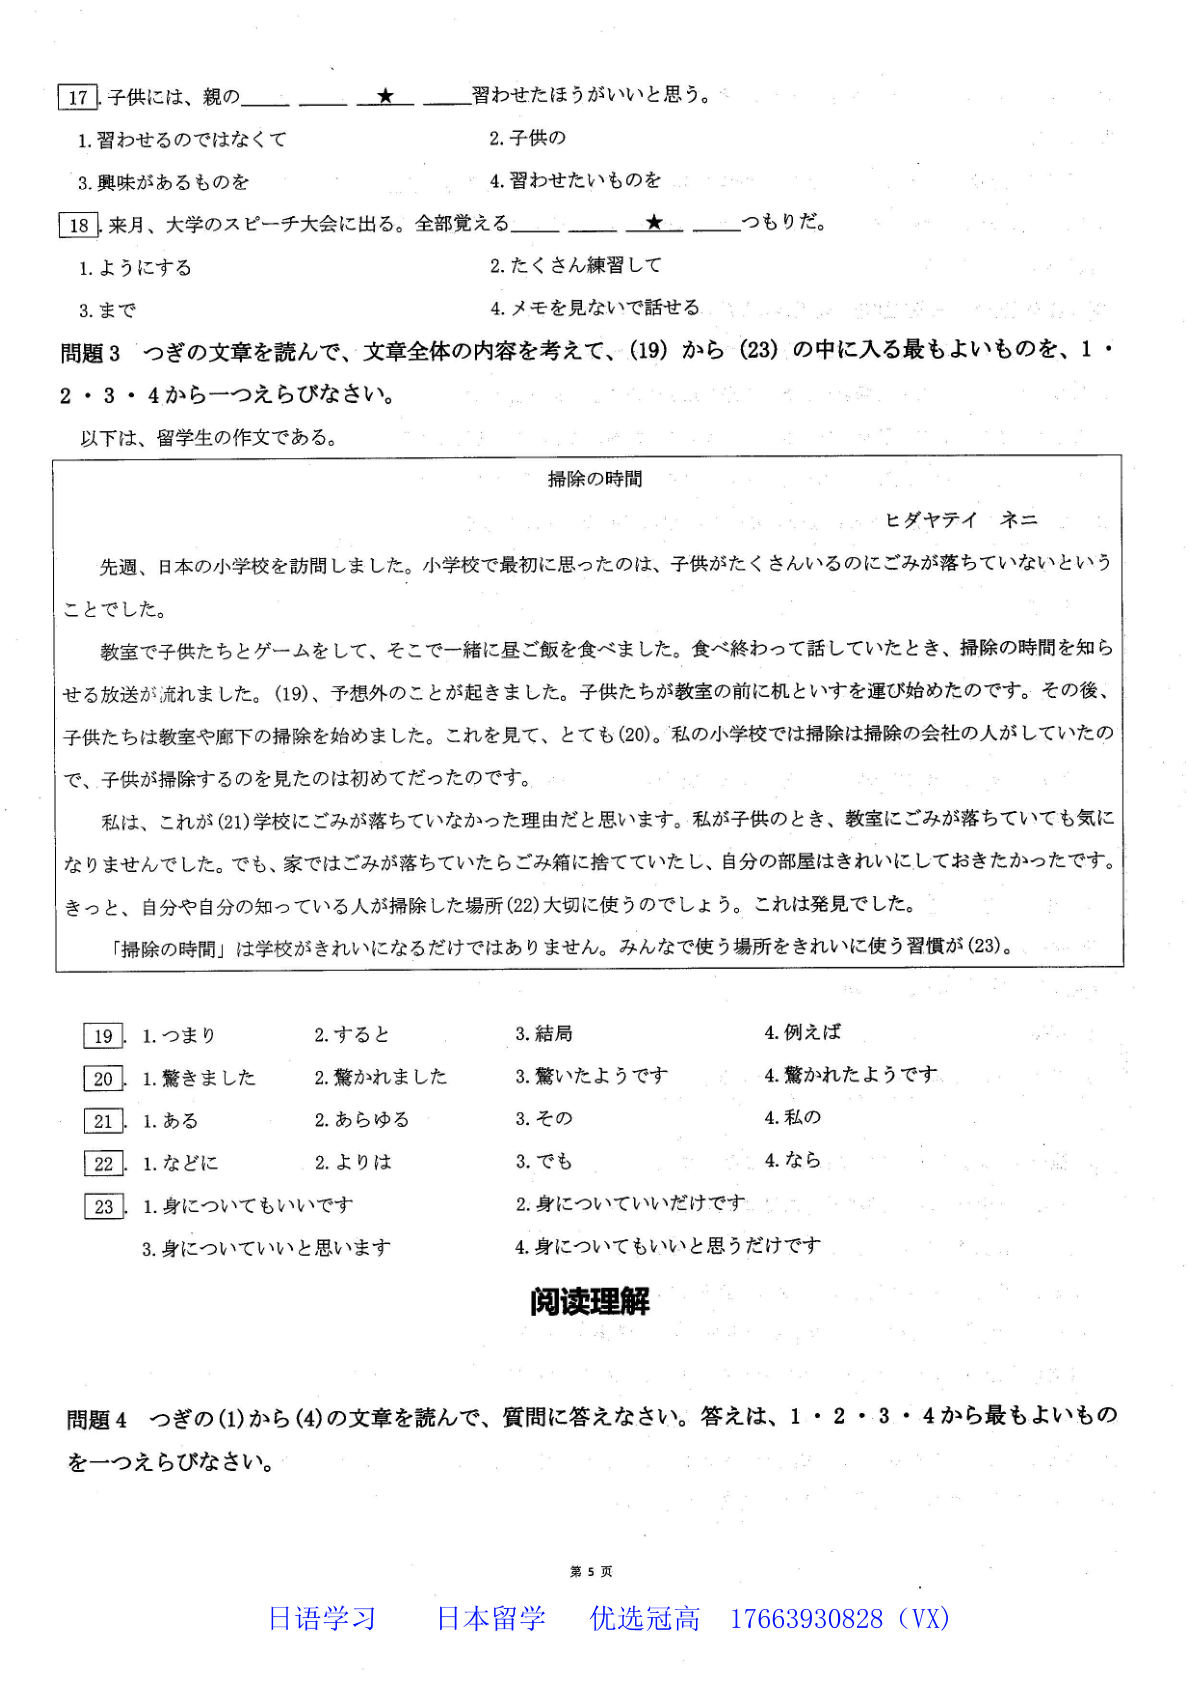 17.子供には、親の____ ____ __★__ ____習わせたほうがいいと思う。
1.習わせるのではなくて 2.子供の
3.興味があるものを 4.習わせたいものを
18.来月、大学のスピーチ大会に出る。全部覚える____ ____ __★__ ____つもりだ。
1.ようにする 2.たくさん練習して
3.まで 4.メモを見ないで話せる
問題3 つぎの文章を読んで、文章全体の内容を考えて、(19)から(23)の中に入る最もよいものを、1・
2・3・4から一つえらびなさい。
以下は、留学生の作文である。
掃除の時間
ヒダヤテイ ネニ
先週、日本の小学校を訪問しました。小学校で最初に思ったのは、子供がたくさんいるのにごみが落ちていないという
ことでした。
教室で子供たちとゲームをして、そこで一緒に昼ご飯を食べました。食べ終わって話していたとき、掃除の時間を知ら
せる放送が流れました。(19)、予想外のことが起きました。子供たちが教室の前に机といすを運び始めたのです。その後、
子供たちは教室や廊下の掃除を始めました。これを見て、とても(20)。私の小学校では掃除は掃除の会社の人がしていたの
で、子供が掃除するのを見たのは初めてだったのです。
私は、これが(21)学校にごみが落ちていなかった理由だと思います。私が子供のとき、教室にごみが落ちていても気に
なりませんでした。でも、家ではごみが落ちていたらごみ箱に捨てていたし、自分の部屋はきれいにしておきたかったです。
きっと、自分や自分の知っている人が掃除した場所(22)大切に使うのでしょう。これは発見でした。
「掃除の時間」は学校がきれいになるだけではありません。みんなで使う場所をきれいに使う習慣が(23)。
19. 1.つまり 2.すると 3.結局 4.例えば
20. 1.驚きました 2.驚かれました 3.驚いたようです 4.驚かれたようです
21. 1.ある 2.あらゆる 3.その 4.私の
22. 1.などに 2.よりは 3.でも 4.なら
23. 1.身についてもいいです 2.身についていいだけです
3.身についていいと思います 4.身についてもいいと思うだけです
阅读理解
問題4 つぎの(1)から(4)の文章を読んで、質問に答えなさい。答えは、1・2・3・4から最もよいもの
を一つえらびなさい。
第 5 页
日语学习 日本留学 优选冠高 17663930828（VX)